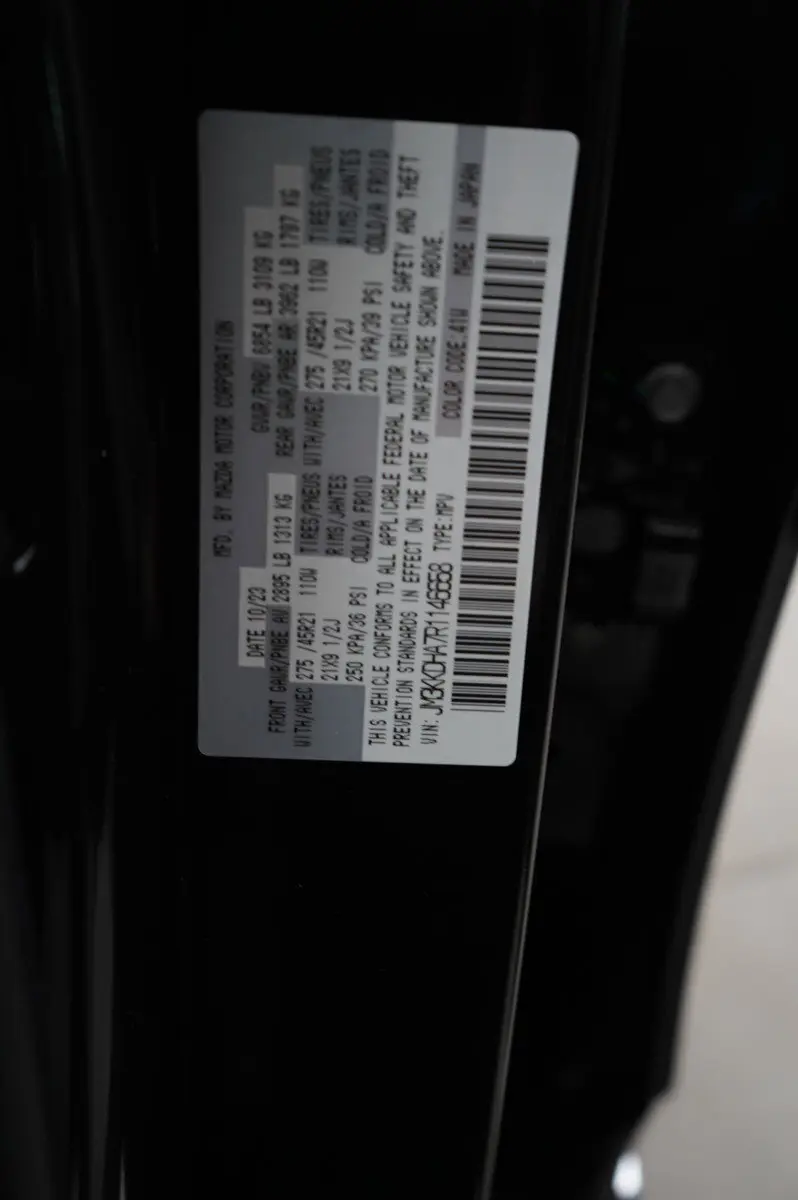 MFD. BY MAZDA MOTOR CORPORATION
DATE 10/23 GVWR/PNBV 6854 LB 3109 KG
FRONT GAWR/PNBE AV 2895 LB 1313 KG REAR GAWR/PNBE AR 3962 LB 1797 KG
WITH/AVEC 275 /45R21 110W TIRES/PNEUS WITH/AVEC 275 /45R21 110W TIRES/PNEUS
21X9 1/2J RIMS/JANTES 21X9 1/2J RIMS/JANTES
250 KPA/36 PSI COLD/A FROID 270 KPA/39 PSI COLD/A FROID
THIS VEHICLE CONFORMS TO ALL APPLICABLE FEDERAL MOTOR VEHICLE SAFETY AND THEFT
PREVENTION STANDARDS IN EFFECT ON THE DATE OF MANUFACTURE SHOWN ABOVE.
VIN: JM3KKDHA7R1146658 TYPE:MPV COLOR CODE:41W MADE IN JAPAN